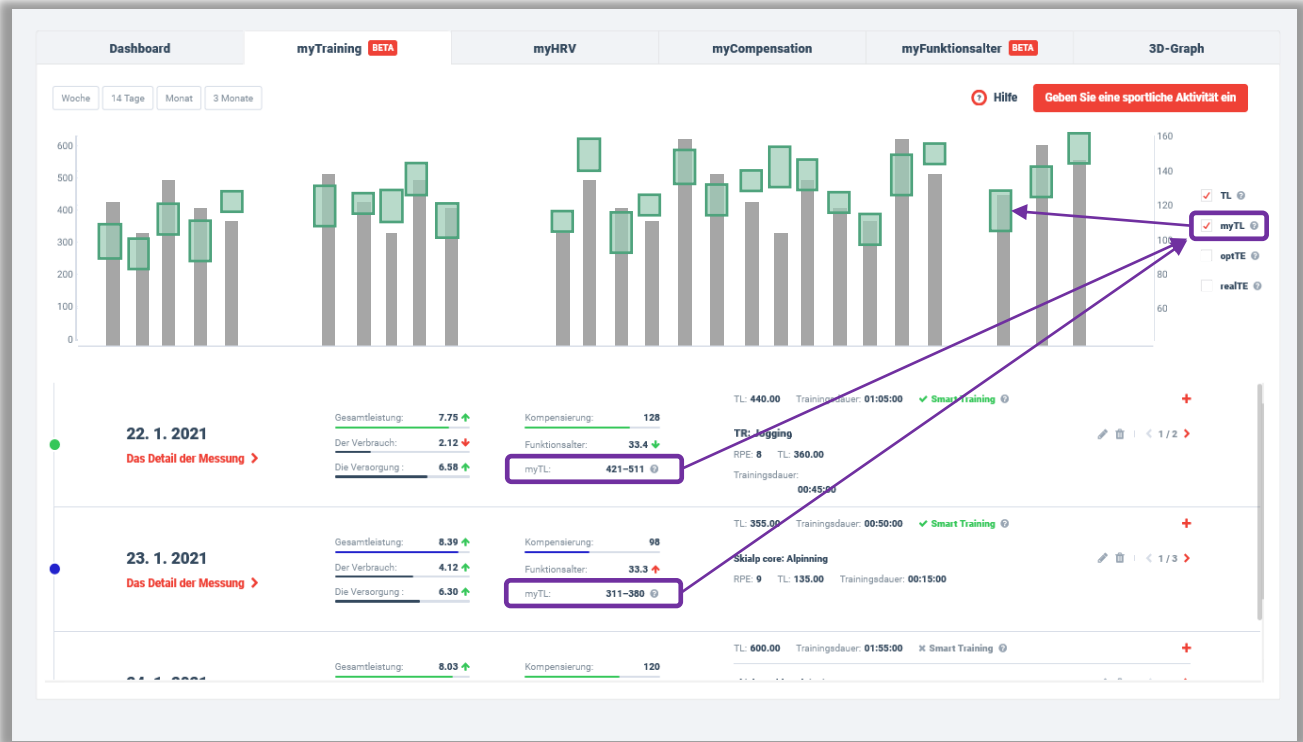 Dashboard
myTraining BETA
myHRV
myCompensation
myFunktionsalter BETA
3D-Graph
Woche
14 Tage
Monat
3 Monate
Hilfe
Geben Sie eine sportliche Aktivität ein
600
500
400
300
200
100
0
160
140
120
100
80
60
TL
myTL
optTE
realTE
22. 1. 2021
Das Detail der Messung
Gesamtleistung: 7.75
Der Verbrauch: 2.12
Die Versorgung : 6.58
Kompensierung: 128
Funktionsalter: 33.4
myTL: 421–511
TL: 440.00 Trainingsdauer: 01:05:00 Smart Training
TR: Jogging
RPE: 8 TL: 360.00
Trainingsdauer:
00:45:00
1 / 2
23. 1. 2021
Das Detail der Messung
Gesamtleistung: 8.39
Der Verbrauch: 4.12
Die Versorgung : 6.30
Kompensierung: 98
Funktionsalter: 33.3
myTL: 311–380
TL: 355.00 Trainingsdauer: 00:50:00 Smart Training
Skialp core: Alpinning
RPE: 9 TL: 135.00 Trainingsdauer: 00:15:00
1 / 3
Gesamtleistung: 8.03
Kompensierung: 120
TL: 600.00 Trainingsdauer: 01:55:00 Smart Training